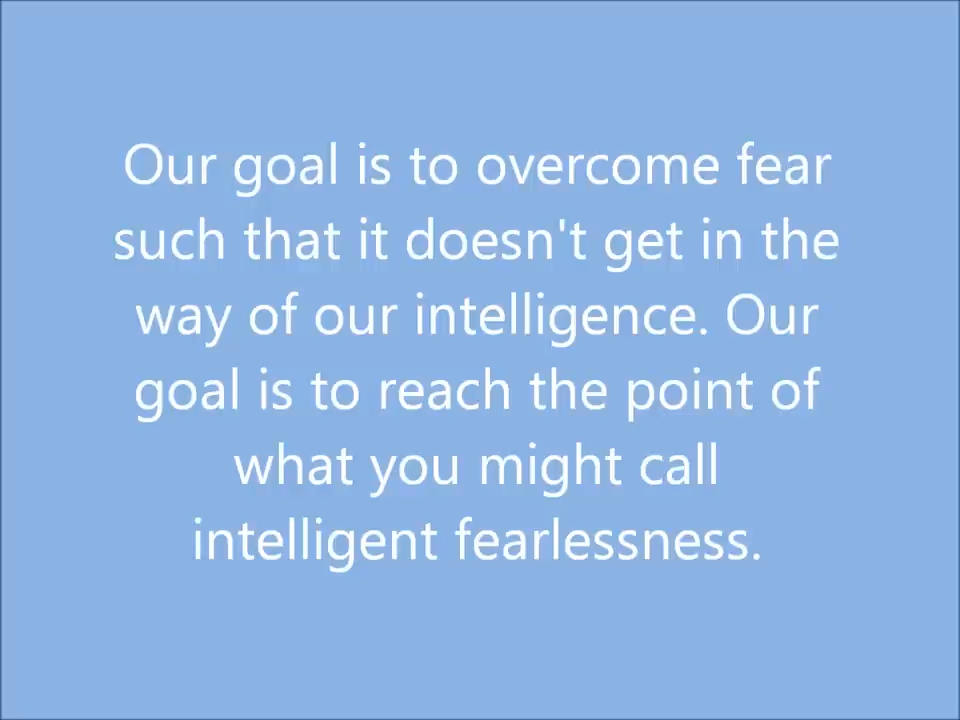 Our goal is to overcome fear
such that it doesn't get in the
way of our intelligence. Our
goal is to reach the point of
what you might call
intelligent fearlessness.